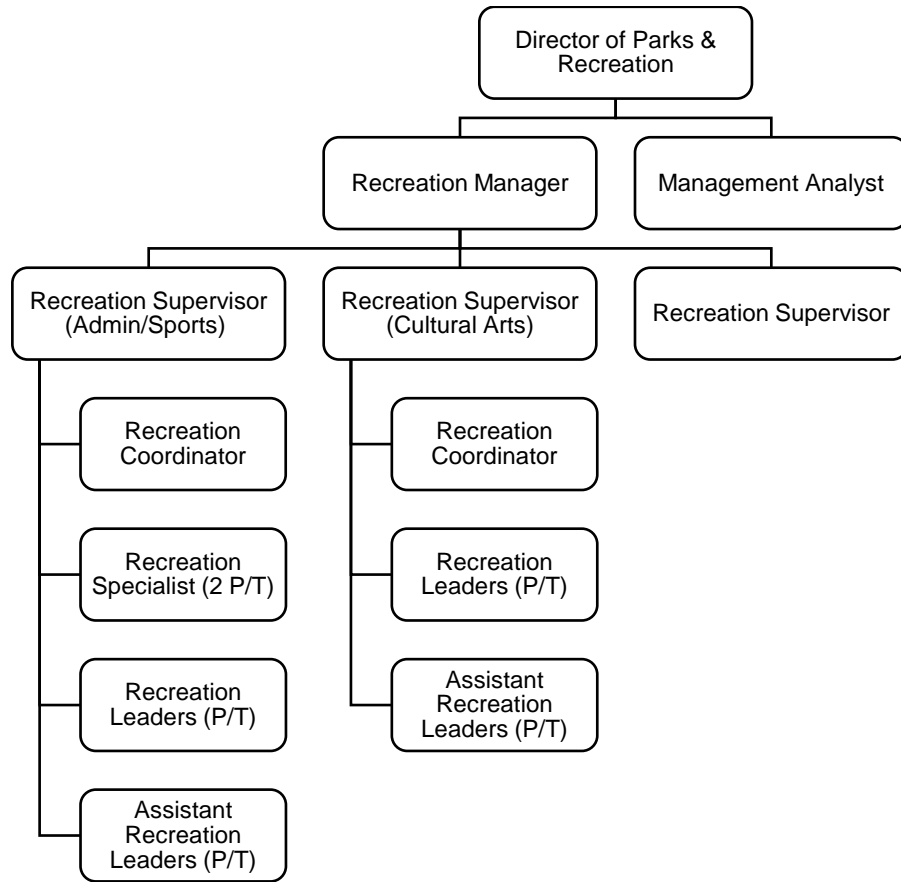 Director of Parks &
Recreation
Recreation Manager
Management Analyst
Recreation Supervisor
(Admin/Sports)
Recreation Supervisor
(Cultural Arts)
Recreation Supervisor
Recreation
Coordinator
Recreation
Coordinator
Recreation
Specialist (2 P/T)
Recreation
Leaders (P/T)
Recreation
Leaders (P/T)
Assistant
Recreation
Leaders (P/T)
Assistant
Recreation
Leaders (P/T)